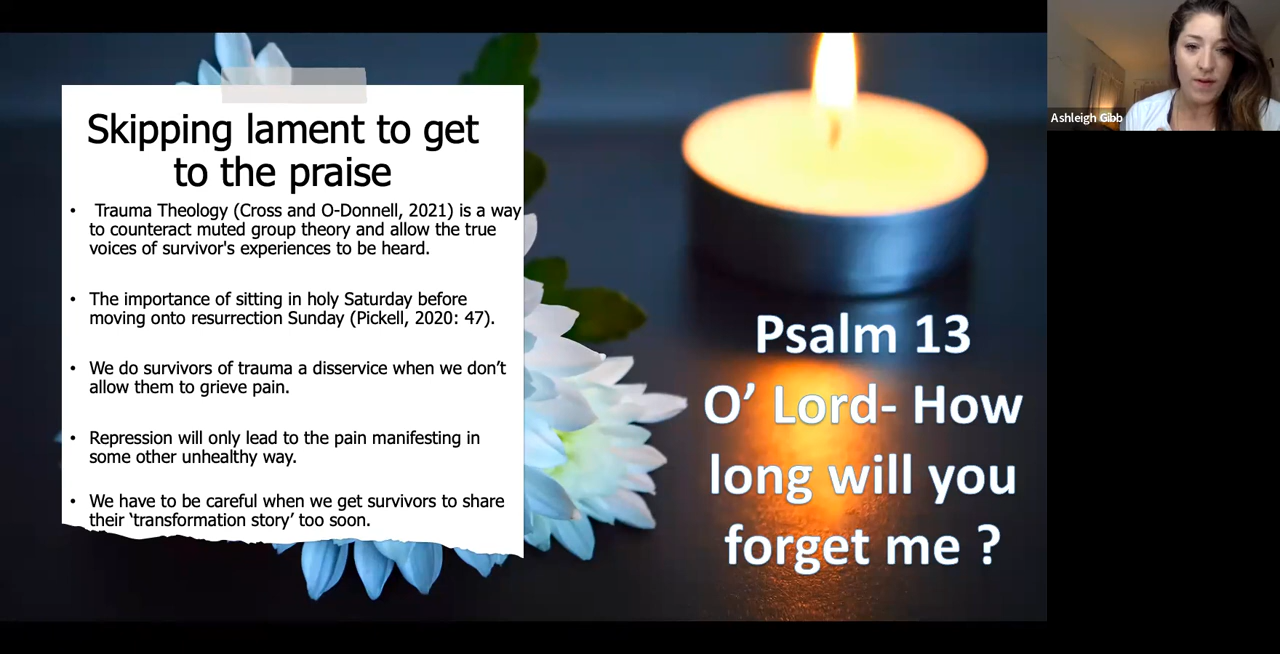 Skipping lament to get
to the praise
• Trauma Theology (Cross and O-Donnell, 2021) is a way
to counteract muted group theory and allow the true
voices of survivor's experiences to be heard.
• The importance of sitting in holy Saturday before
moving onto resurrection Sunday (Pickell, 2020: 47).
• We do survivors of trauma a disservice when we don’t
allow them to grieve pain.
• Repression will only lead to the pain manifesting in
some other unhealthy way.
• We have to be careful when we get survivors to share
their ‘transformation story’ too soon.
Psalm 13
O’ Lord- How
long will you
forget me ?
Ashleigh Gibb